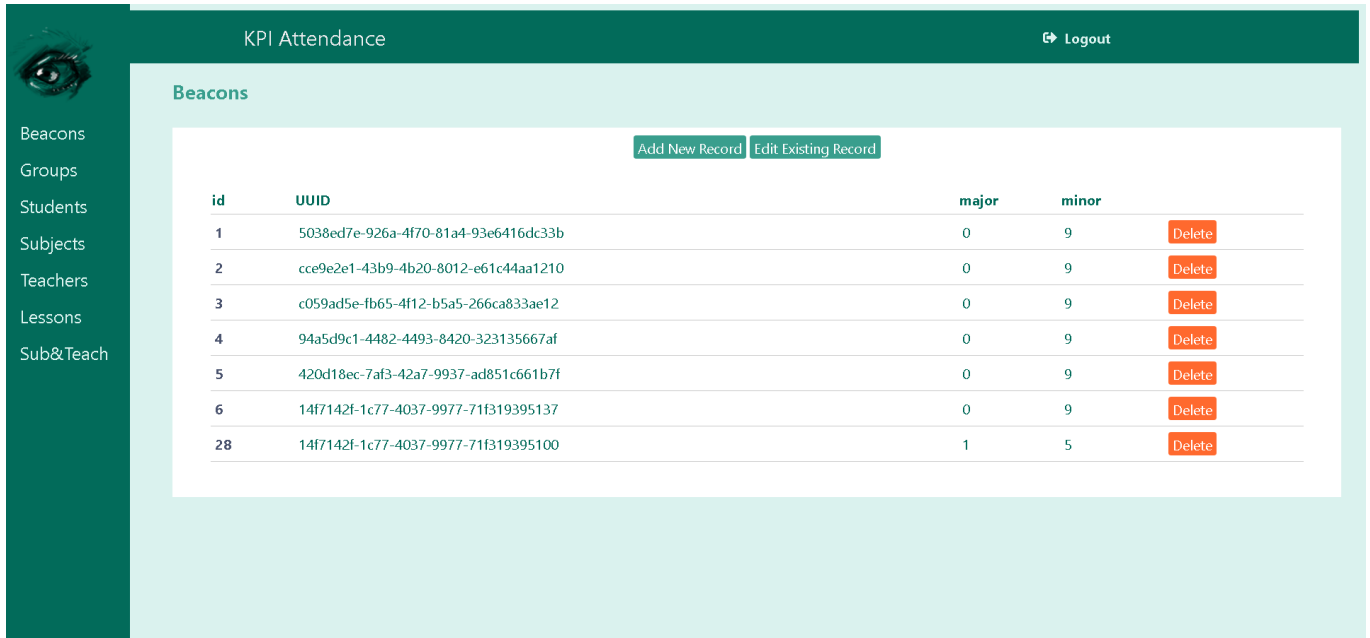 KPI Attendance Logout
Beacons
Beacons
Groups
Students
Subjects
Teachers
Lessons
Sub&Teach
Add New Record Edit Existing Record
id UUID major minor
1 5038ed7e-926a-4f70-81a4-93e6416dc33b 0 9 Delete
2 cce9e2e1-43b9-4b20-8012-e61c44aa1210 0 9 Delete
3 c059ad5e-fb65-4f12-b5a5-266ca833ae12 0 9 Delete
4 94a5d9c1-4482-4493-8420-323135667af 0 9 Delete
5 420d18ec-7af3-42a7-9937-ad851c661b7f 0 9 Delete
6 14f7142f-1c77-4037-9977-71f319395137 0 9 Delete
28 14f7142f-1c77-4037-9977-71f319395100 1 5 Delete